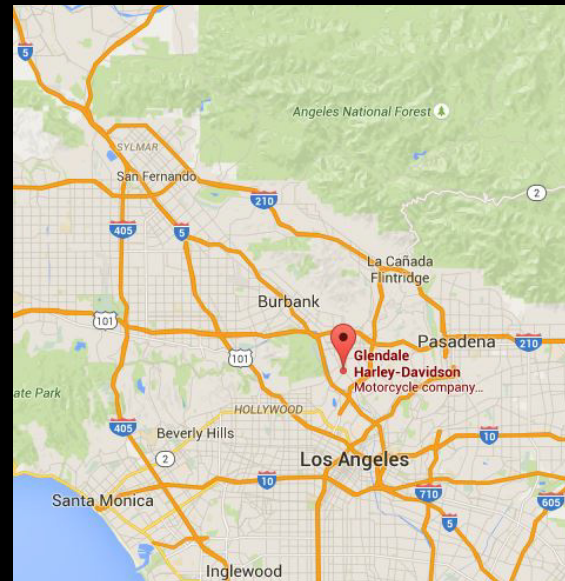 5
Angeles National Forest
SYLMAR
San Fernando
2
210
405
5
La Cañada
Flintridge
Burbank
101
101
Pasadena
210
Glendale
Harley-Davidson
Motorcycle company...
ate Park
HOLLYWOOD
405
Beverly Hills
10
2
Los Angeles
10
710
605
Santa Monica
5
Inglewood